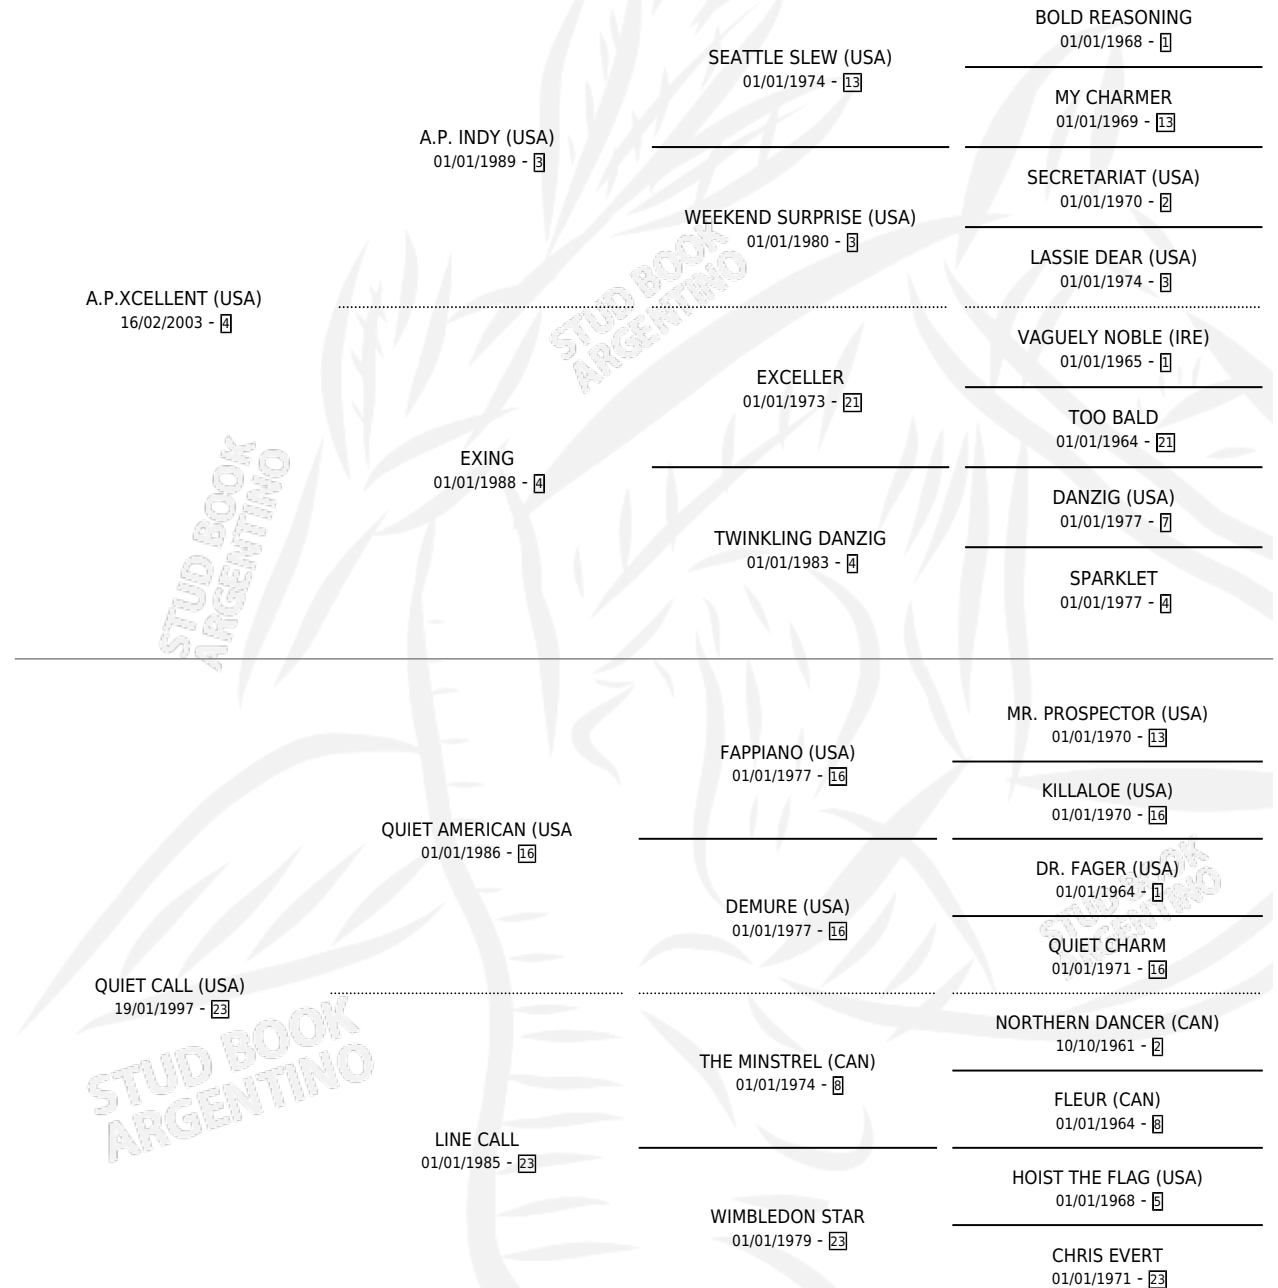 BOLD REASONING
01/01/1968 - 1
SEATTLE SLEW (USA)
01/01/1974 - 13
MY CHARMER
01/01/1969 - 13
A.P. INDY (USA)
01/01/1989 - 3
SECRETARIAT (USA)
01/01/1970 - 2
WEEKEND SURPRISE (USA)
01/01/1980 - 3
LASSIE DEAR (USA)
01/01/1974 - 3
A.P.XCELLENT (USA)
16/02/2003 - 4
VAGUELY NOBLE (IRE)
01/01/1965 - 1
EXCELLER
01/01/1973 - 21
TOO BALD
01/01/1964 - 21
EXING
01/01/1988 - 4
DANZIG (USA)
01/01/1977 - 7
TWINKLING DANZIG
01/01/1983 - 4
SPARKLET
01/01/1977 - 4
MR. PROSPECTOR (USA)
01/01/1970 - 13
FAPPIANO (USA)
01/01/1977 - 16
KILLALOE (USA)
01/01/1970 - 16
QUIET AMERICAN (USA
01/01/1986 - 16
DR. FAGER (USA)
01/01/1964 - 1
DEMURE (USA)
01/01/1977 - 16
QUIET CHARM
01/01/1971 - 16
QUIET CALL (USA)
19/01/1997 - 23
NORTHERN DANCER (CAN)
10/10/1961 - 2
THE MINSTREL (CAN)
01/01/1974 - 8
FLEUR (CAN)
01/01/1964 - 8
LINE CALL
01/01/1985 - 23
HOIST THE FLAG (USA)
01/01/1968 - 5
WIMBLEDON STAR
01/01/1979 - 23
CHRIS EVERT
01/01/1971 - 23
STUD BOOK
ARGENTINO
STUD BOOK
ARGENTINO
STUD BOOK
ARGENTINO
STUD BOOK
ARGENTINO